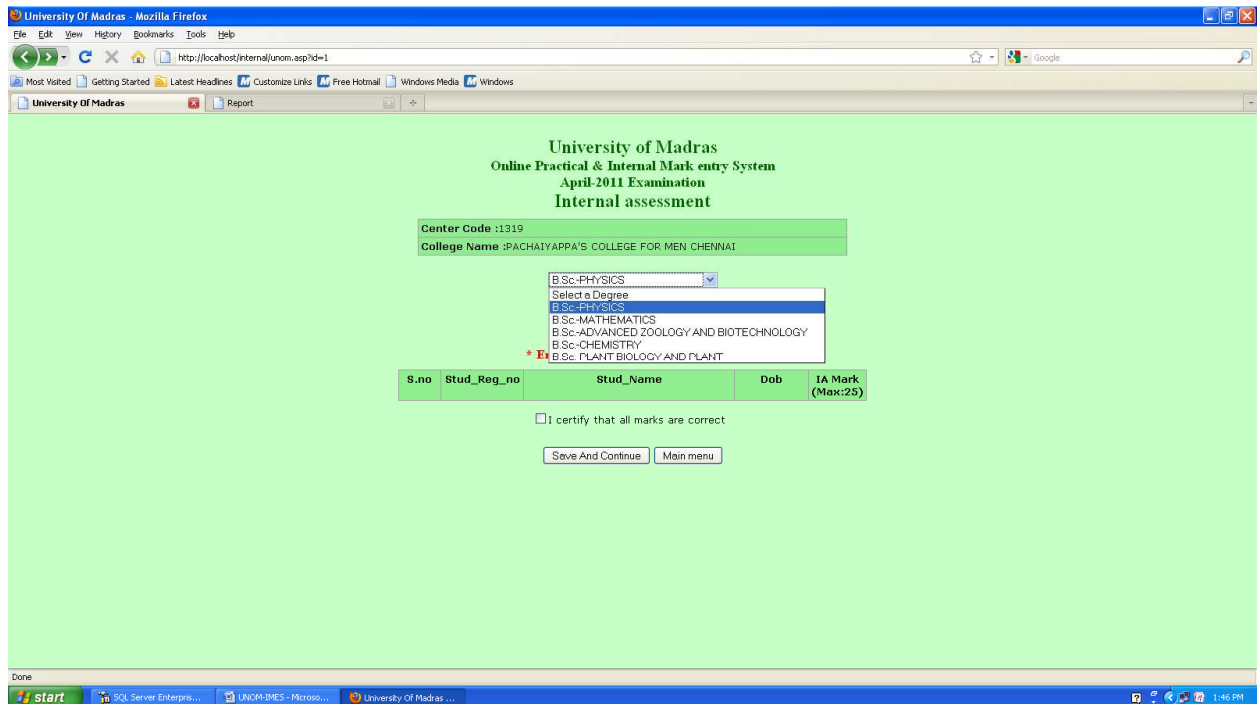 University Of Madras - Mozilla Firefox
File Edit View History Bookmarks Tools Help
http://localhost/internal/unom.asp?id=1
Google
Most Visited Getting Started Latest Headlines Customize Links Free Hotmail Windows Media Windows
University Of Madras Report
University of Madras
Online Practical & Internal Mark entry System
April-2011 Examination
Internal assessment
Center Code :1319
College Name :PACHAIYAPPA'S COLLEGE FOR MEN CHENNAI
B.Sc.-PHYSICS
Select a Degree
B.Sc.-PHYSICS
B.Sc.-MATHEMATICS
B.Sc.-ADVANCED ZOOLOGY AND BIOTECHNOLOGY
B.Sc.-CHEMISTRY
B.Sc. PLANT BIOLOGY AND PLANT
S.no Stud_Reg_no Stud_Name Dob IA Mark
(Max:25)
I certify that all marks are correct
Save And Continue Main menu
Done
start SQL Server Enterpris... UNOM-IMES - Microso... University Of Madras ... 1:46 PM